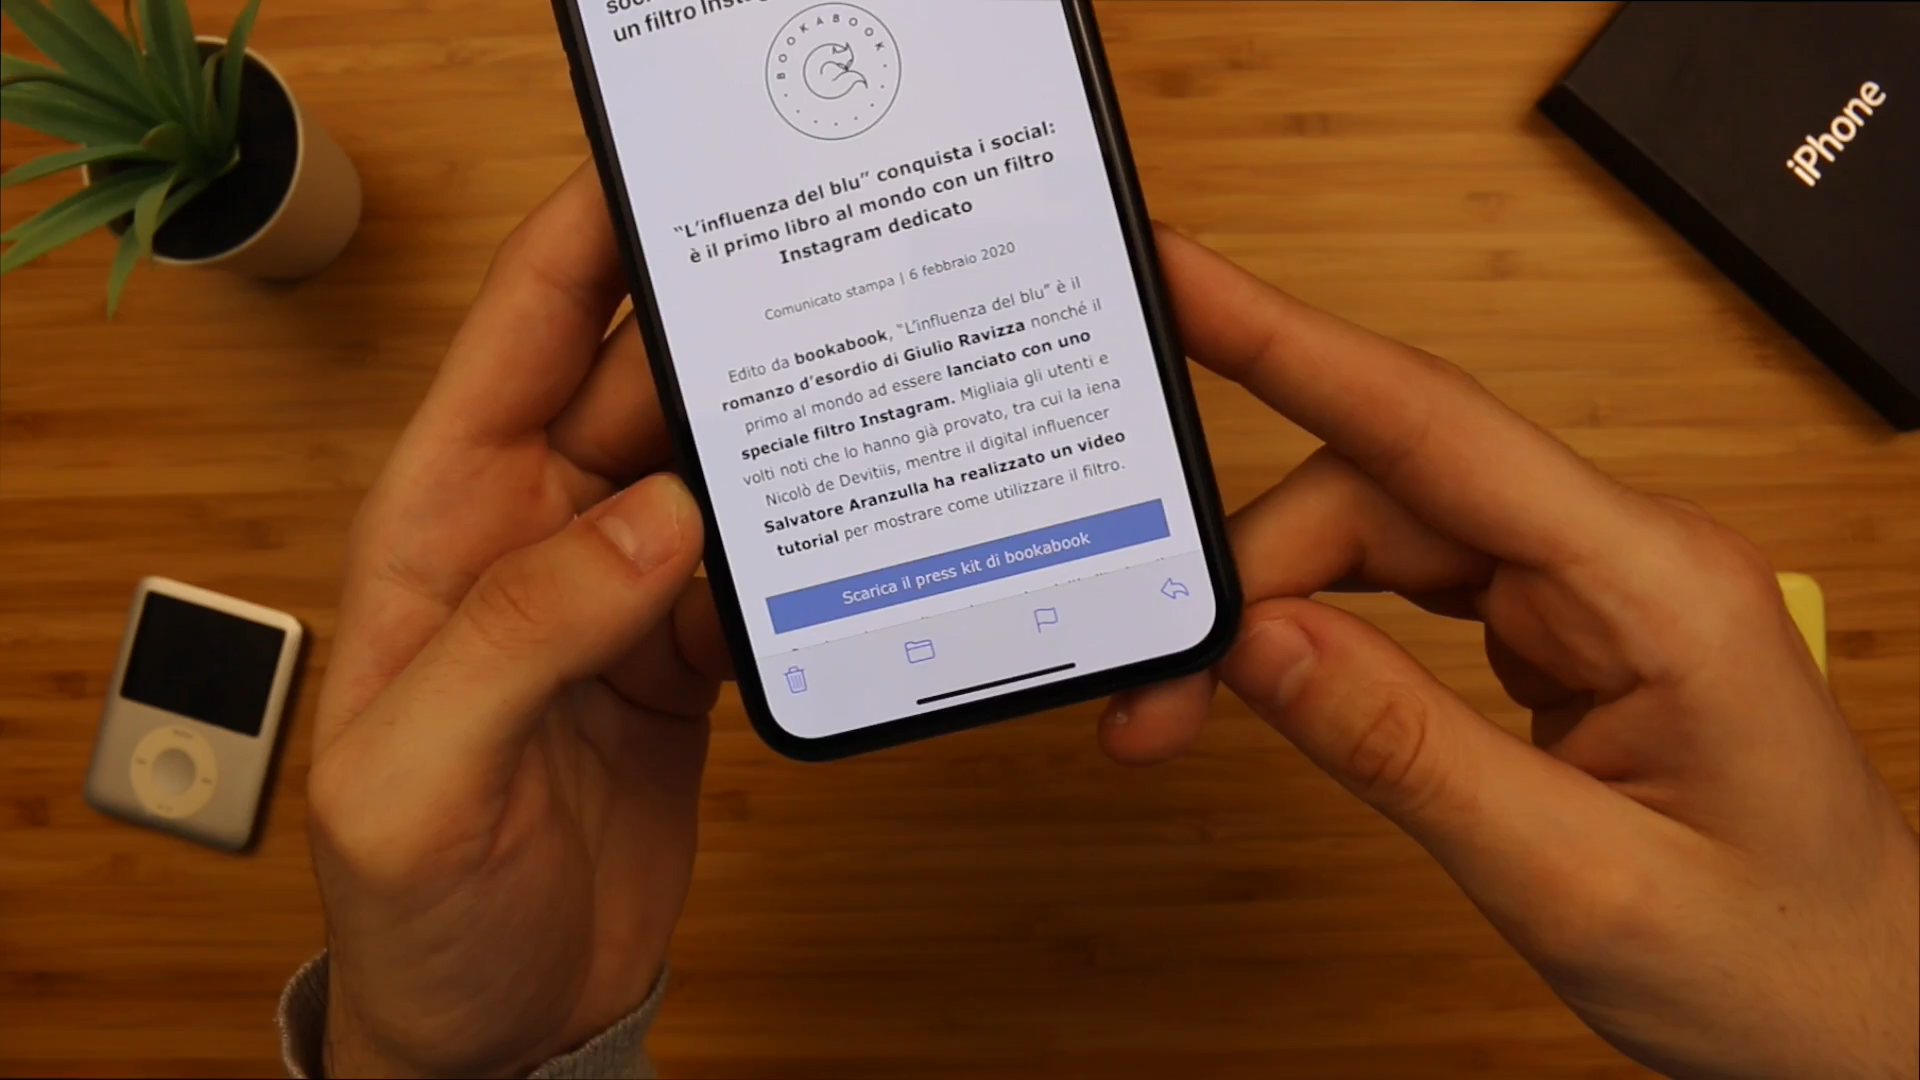 un filtro
BOOKABOOK
“L’influenza del blu” conquista i social:
è il primo libro al mondo con un filtro
Instagram dedicato
Comunicato stampa | 6 febbraio 2020
Edito da bookabook, “L’influenza del blu” è il
romanzo d’esordio di Giulio Ravizza nonché il
primo al mondo ad essere lanciato con uno
speciale filtro Instagram. Migliaia gli utenti e
volti noti che lo hanno già provato, tra cui la iena
Nicolò de Devitiis, mentre il digital influencer
Salvatore Aranzulla ha realizzato un video
tutorial per mostrare come utilizzare il filtro.
Scarica il press kit di bookabook
iPhone